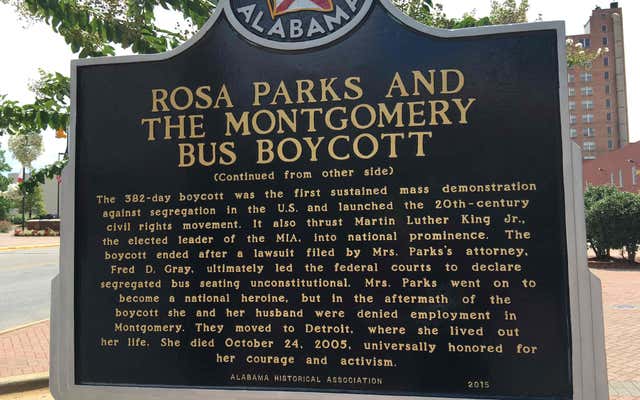 ALABAMA
ROSA PARKS AND
THE MONTGOMERY
BUS BOYCOTT
(Continued from other side)
The 382-day boycott was the first sustained mass demonstration
against segregation in the U.S. and launched the 20th-century
civil rights movement. It also thrust Martin Luther King Jr.,
the elected leader of the MIA, into national prominence. The
boycott ended after a lawsuit filed by Mrs. Parks's attorney,
Fred D. Gray, ultimately led the federal courts to declare
segregated bus seating unconstitutional. Mrs. Parks went on to
become a national heroine, but in the aftermath of the
boycott she and her husband were denied employment in
Montgomery. They moved to Detroit, where she lived out
her life. She died October 24, 2005, universally honored for
her courage and activism.
ALABAMA HISTORICAL ASSOCIATION 2015